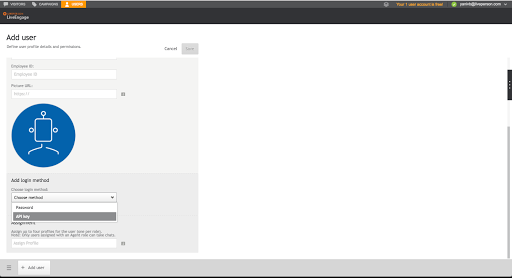 VISITORS
CAMPAIGNS
USERS
Your 1 user account is free!
LiveEngage
Add user
Define user profile details and permissions.
Cancel
Save
Employee ID:
Employee ID
Picture URL:
Add login method
Choose login method:
Choose method
Password
API key
Assignment
Assign up to four profiles for the user (one per role).
Note: Only users assigned with an Agent role can take chats.
Assign Profile
+ Add user